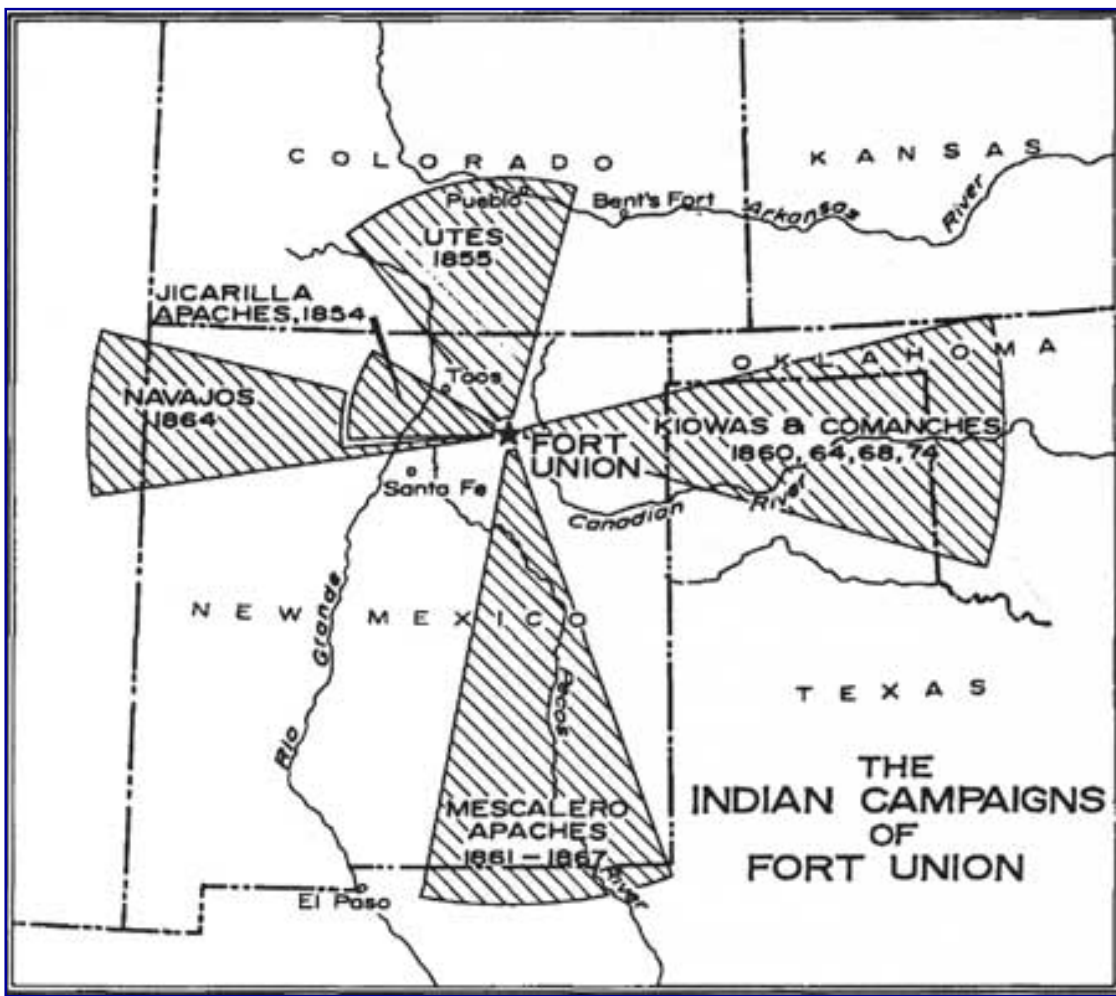 COLORADO
KANSAS
Pueblo
Bent's Fort
Arkansas
River
UTES
1855
JICARILLA
APACHES, 1854
OKLAHOMA
Taos
NAVAJOS
1864
KIOWAS & COMANCHES
1860, 64, 68, 74
FORT
UNION
Santa Fe
Canadian
River
NEW MEXICO
Rio
Grande
Pecos
River
TEXAS
MESCALERO
APACHES
1861-1867
El Paso
THE
INDIAN CAMPAIGNS
OF
FORT UNION